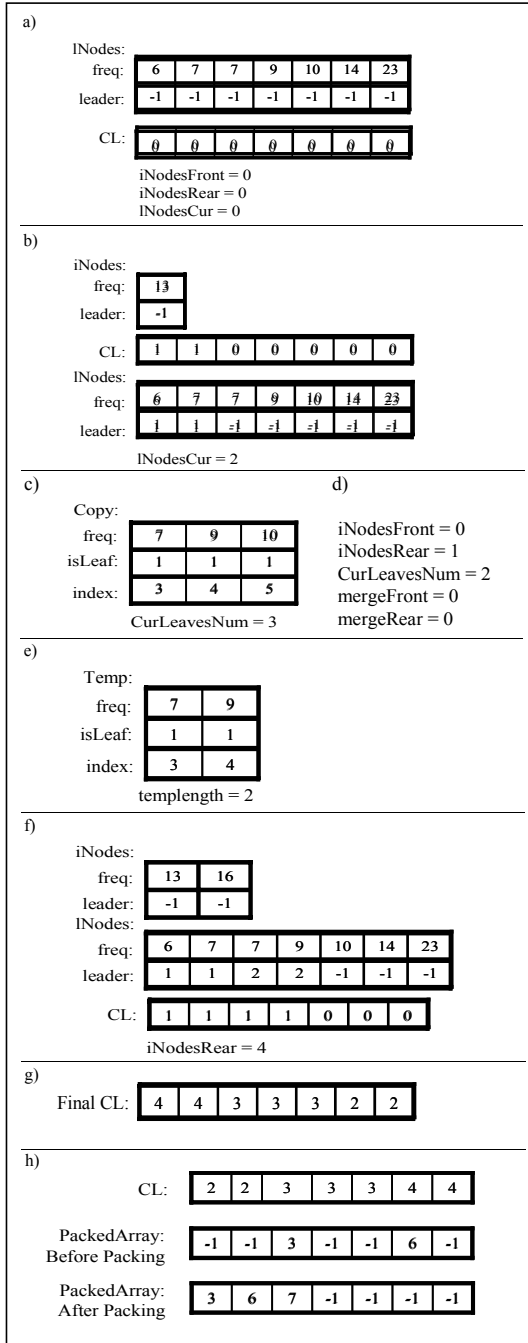 a)
lNodes:
freq: 6 7 7 9 10 14 23
leader: -1 -1 -1 -1 -1 -1 -1
CL: 0 0 0 0 0 0 0
iNodesFront = 0
iNodesRear = 0
lNodesCur = 0
b)
iNodes:
freq: 13
leader: -1
CL: 1 1 0 0 0 0 0
lNodes:
freq: 6 7 7 9 10 14 23
leader: 1 1 -1 -1 -1 -1 -1
lNodesCur = 2
c)
Copy:
freq: 7 9 10
isLeaf: 1 1 1
index: 3 4 5
CurLeavesNum = 3
d)
iNodesFront = 0
iNodesRear = 1
CurLeavesNum = 2
mergeFront = 0
mergeRear = 0
e)
Temp:
freq: 7 9
isLeaf: 1 1
index: 3 4
templength = 2
f)
iNodes:
freq: 13 16
leader: -1 -1
lNodes:
freq: 6 7 7 9 10 14 23
leader: 1 1 2 2 -1 -1 -1
CL: 1 1 1 1 0 0 0
iNodesRear = 4
g)
Final CL: 4 4 3 3 3 2 2
h)
CL: 2 2 3 3 3 4 4
PackedArray:
Before Packing -1 -1 3 -1 -1 6 -1
PackedArray:
After Packing 3 6 7 -1 -1 -1 -1